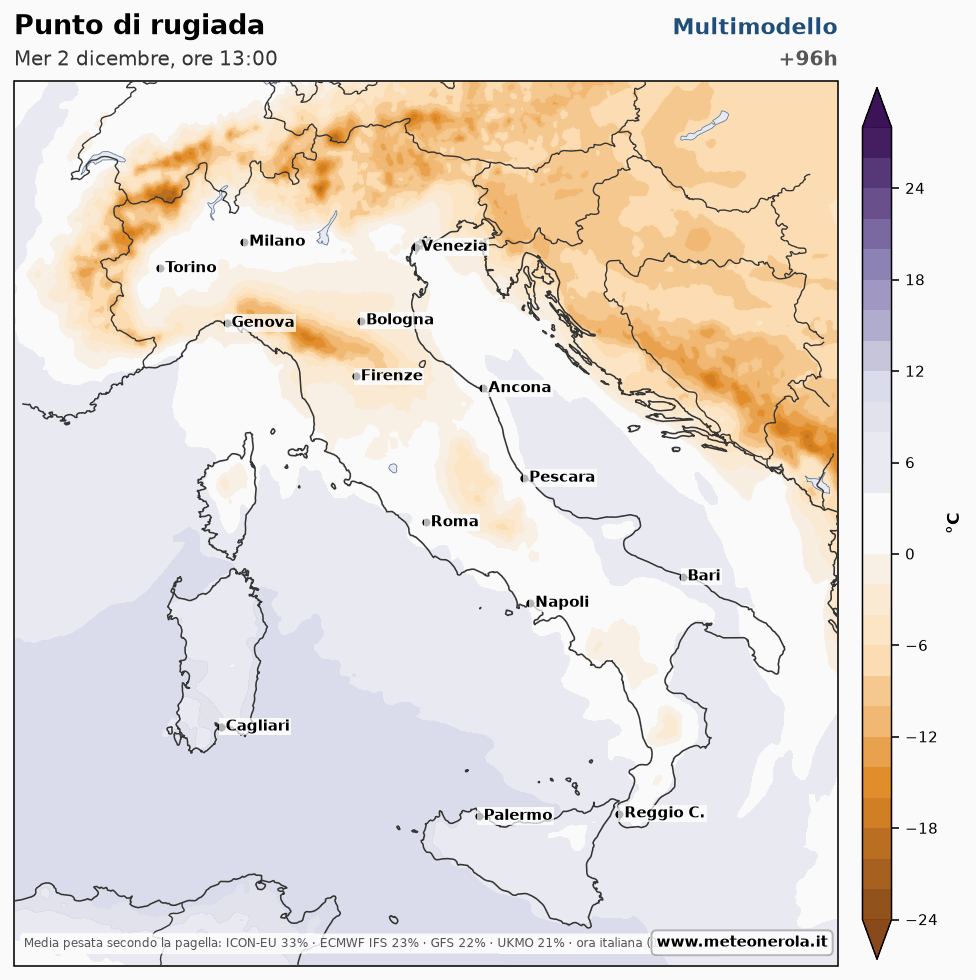 Punto di rugiada
Multimodello
Mer 2 dicembre, ore 13:00
+96h
Milano
Venezia
Torino
Genova
Bologna
Firenze
Ancona
Pescara
Roma
Bari
Napoli
Cagliari
Palermo
Reggio C.
24
18
12
6
0
−6
−12
−18
−24
°C
Media pesata secondo la pagella: ICON-EU 33% · ECMWF IFS 23% · GFS 22% · UKMO 21% · ora italiana (
www.meteonerola.it